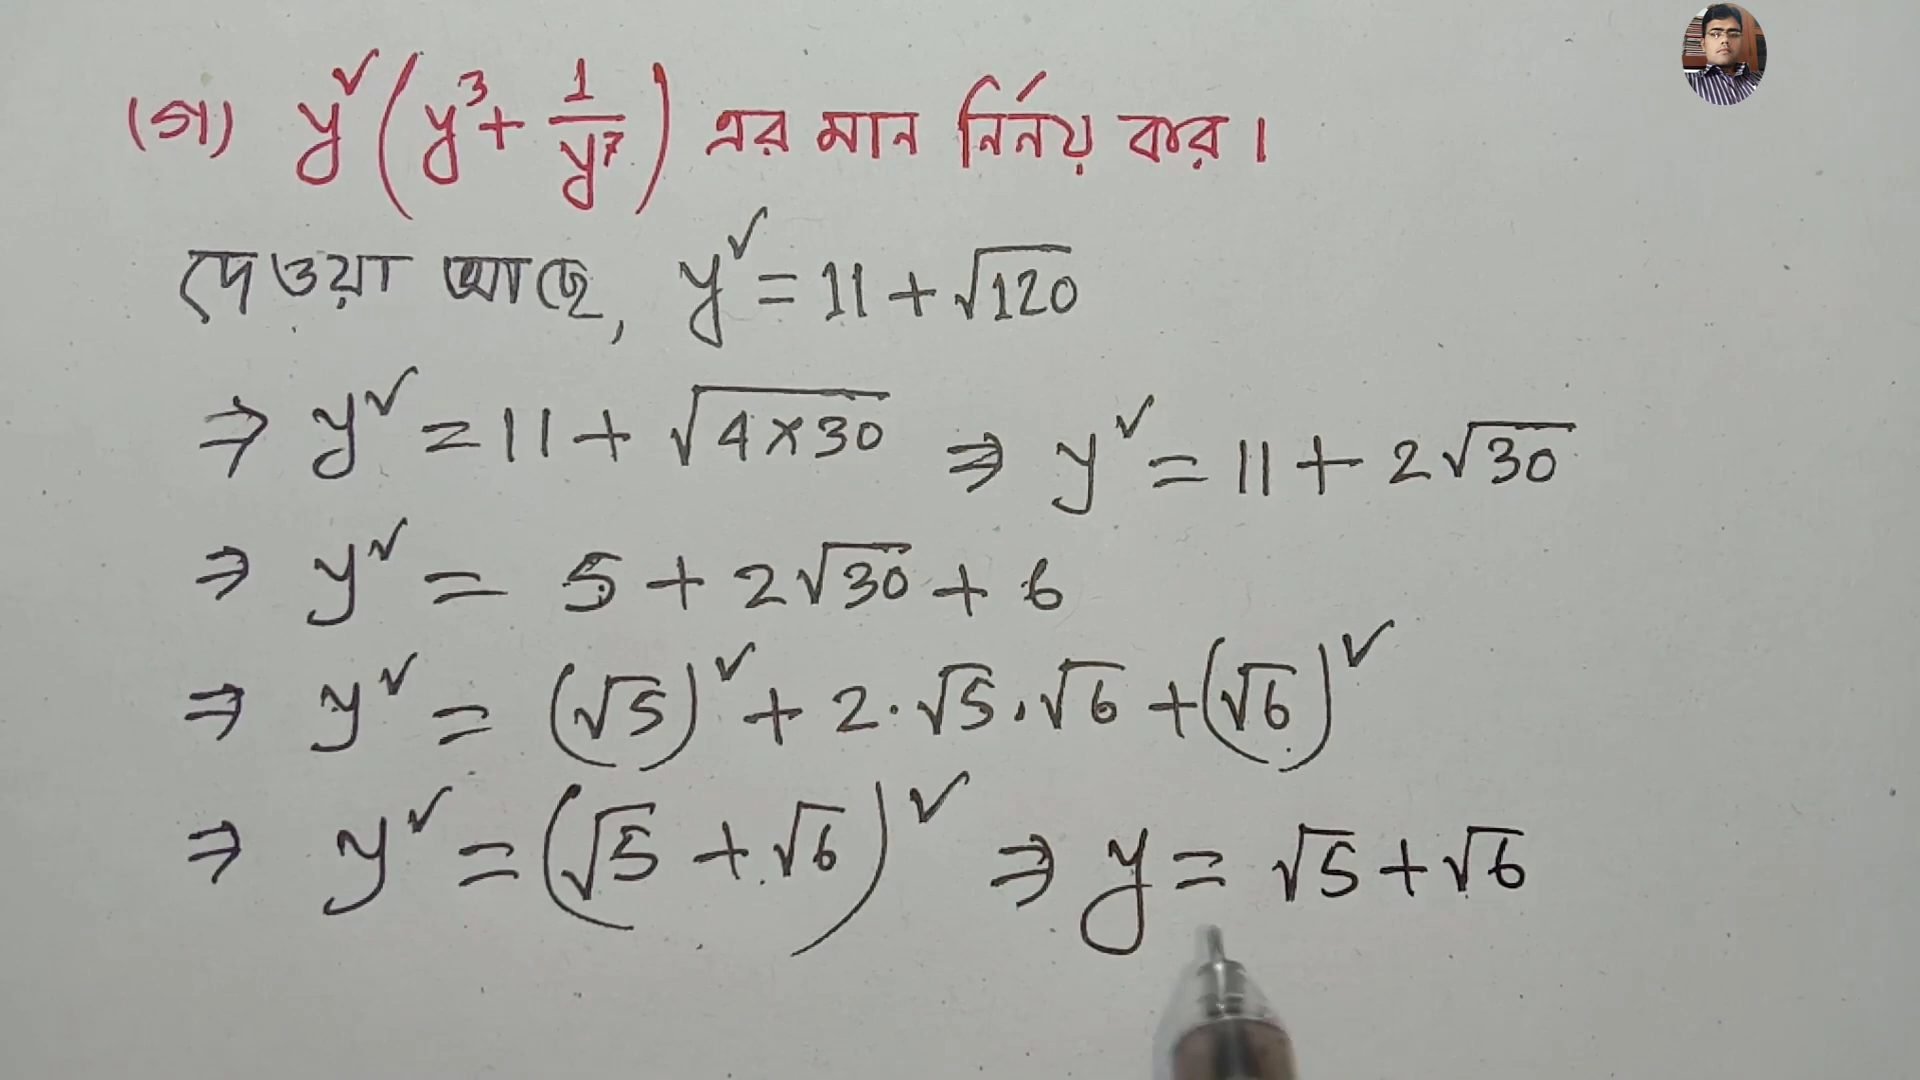 (গ) y² (y³ + 1/y⁷) এর মান নির্নয় কর।
দেওয়া আছে, y² = 11 + √120
⇒ y² = 11 + √(4×30) ⇒ y² = 11 + 2√30
⇒ y² = 5 + 2√30 + 6
⇒ y² = (√5)² + 2·√5·√6 + (√6)²
⇒ y² = (√5 + √6)² ⇒ y = √5 + √6